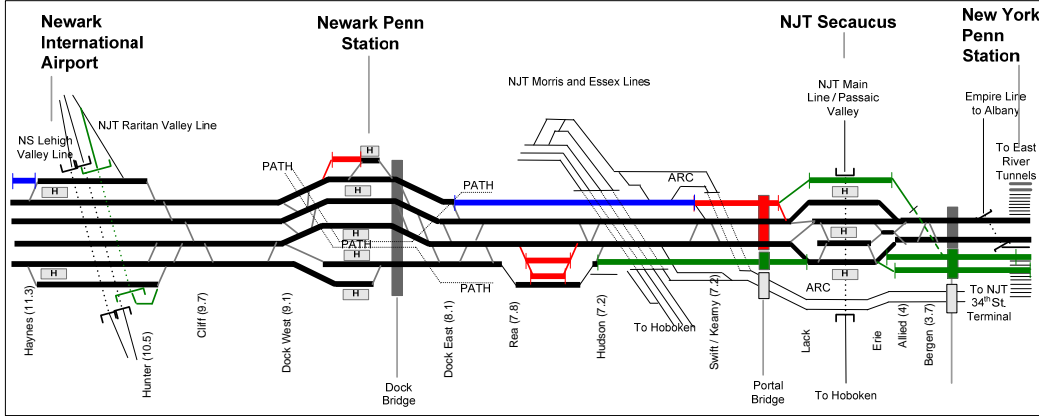 Newark
International
Airport
Newark Penn
Station
NJT Secaucus
New York
Penn
Station
NJT Morris and Essex Lines
NJT Main
Line / Passaic
Valley
Empire Line
to Albany
NJT Raritan Valley Line
NS Lehigh
Valley Line
To East
River
Tunnels
PATH
PATH
ARC
H
H
H
H
H
PATH
H
H
H
H
H
H
PATH
ARC
To NJT
34th St.
Terminal
To Hoboken
Haynes (11.3)
Hunter (10.5)
Cliff (9.7)
Dock West (9.1)
Dock East (8.1)
Rea (7.8)
Hudson (7.2)
Swift / Kearny (7.2)
Lack
Erie
Allied (4)
Bergen (3.7)
Dock
Bridge
Portal
Bridge
To Hoboken